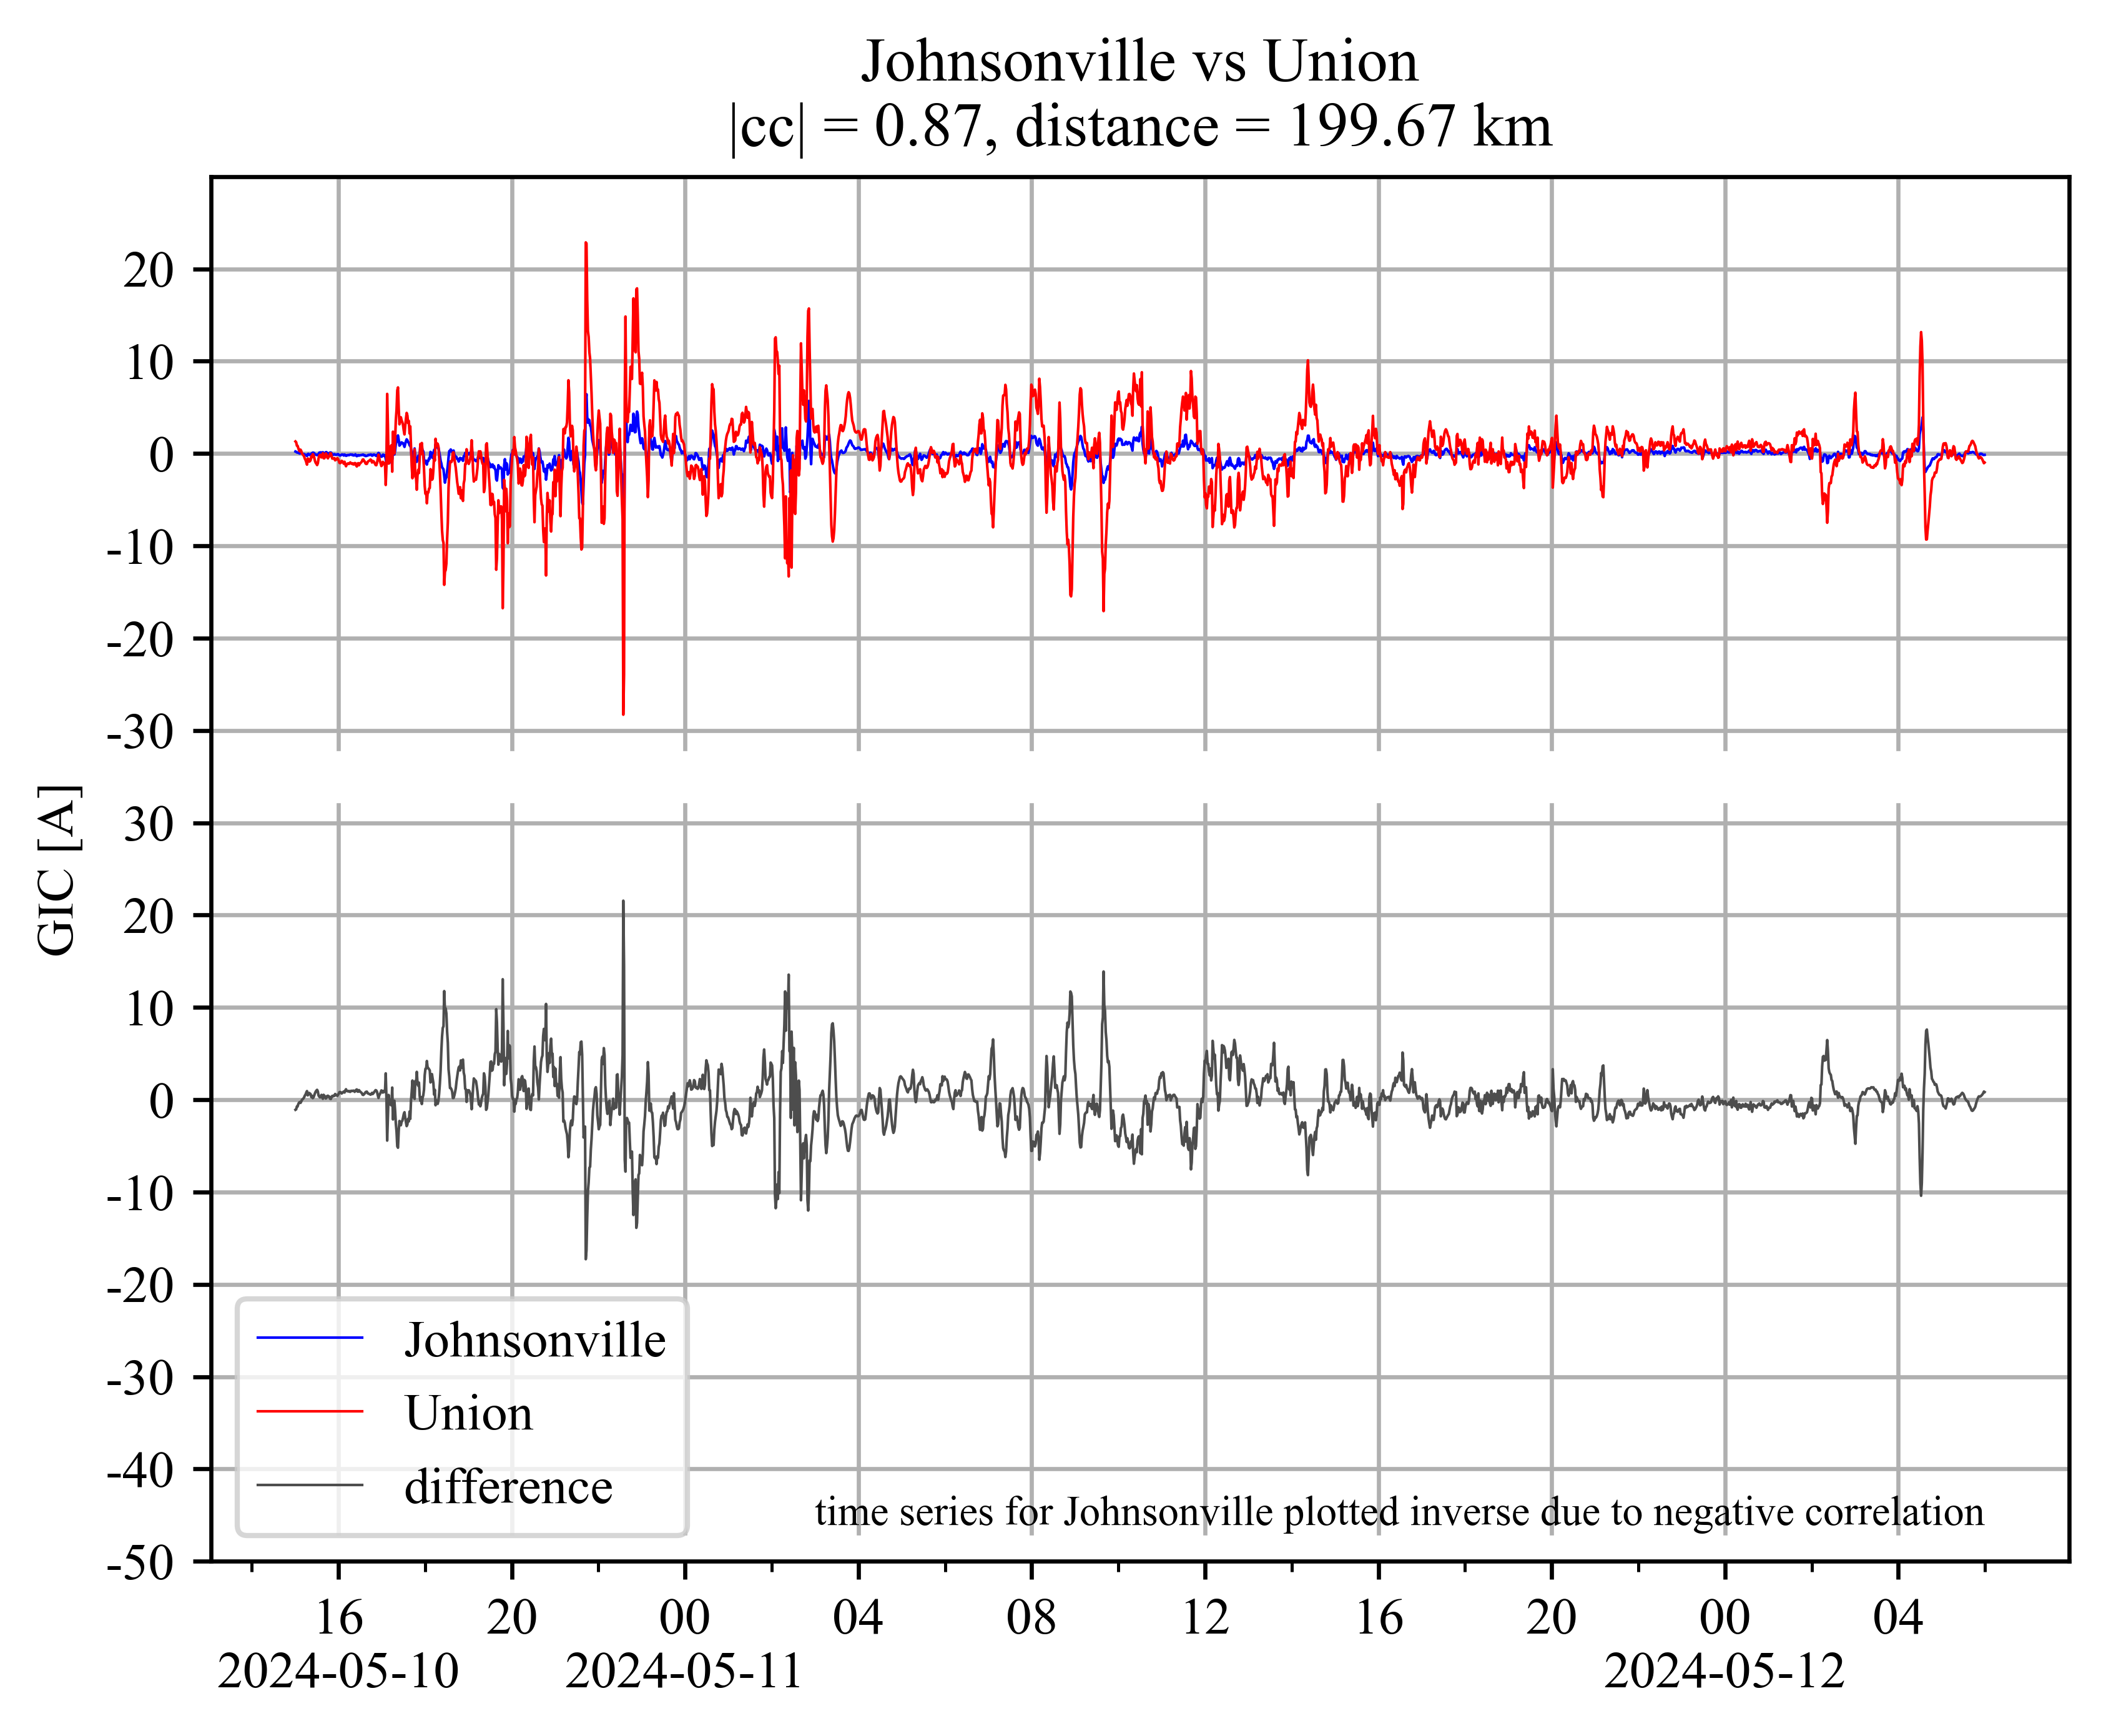 Johnsonville vs Union
|cc| = 0.87, distance = 199.67 km
20
10
0
-10
-20
-30
30
20
10
0
-10
-20
-30
-40
-50
GIC [A]
Johnsonville
Union
difference
time series for Johnsonville plotted inverse due to negative correlation
16 20 00 04 08 12 16 20 00 04
2024-05-10 2024-05-11 2024-05-12